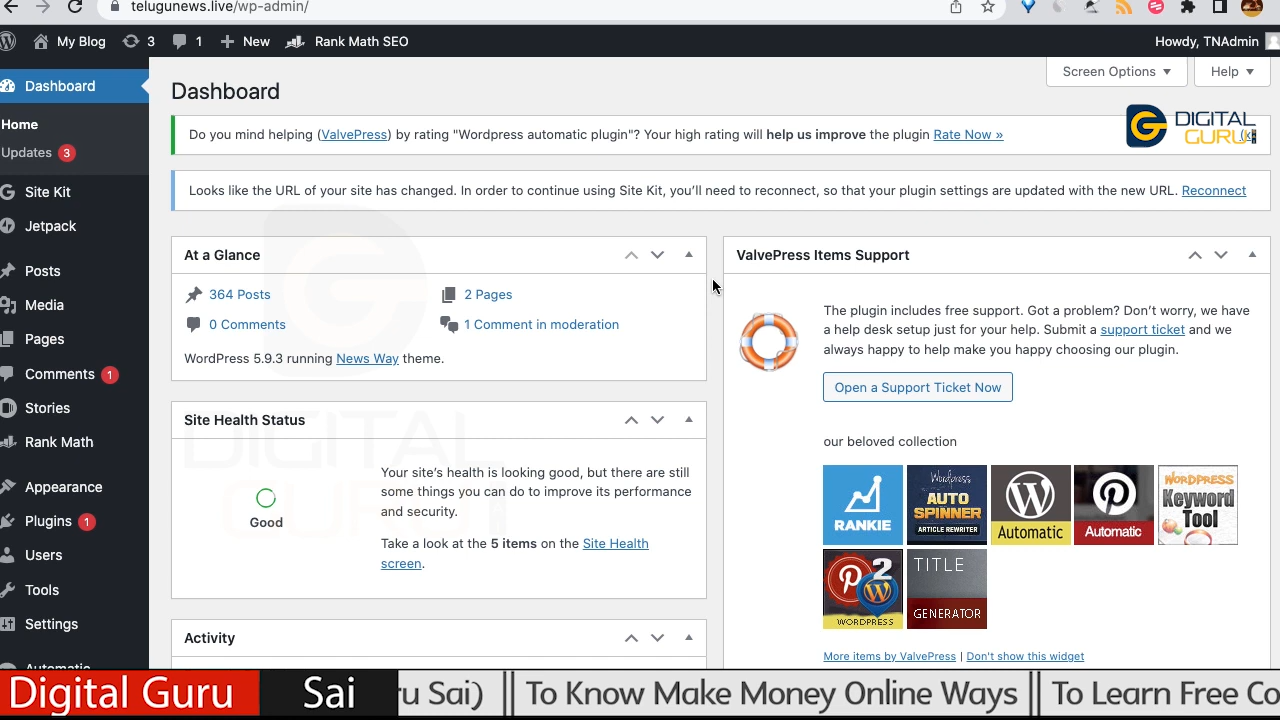 telugunews.live/wp-admin/
My Blog 3 1 New Rank Math SEO Howdy, TNAdmin
Screen Options Help
Dashboard
Home
Updates 3
Site Kit
Jetpack
Posts
Media
Pages
Comments 1
Stories
Rank Math
Appearance
Plugins 1
Users
Tools
Settings
Automatic
Dashboard
Do you mind helping (ValvePress) by rating "Wordpress automatic plugin"? Your high rating will help us improve the plugin Rate Now »
DIGITAL
GURU
Looks like the URL of your site has changed. In order to continue using Site Kit, you’ll need to reconnect, so that your plugin settings are updated with the new URL. Reconnect
At a Glance
364 Posts 2 Pages
0 Comments 1 Comment in moderation
WordPress 5.9.3 running News Way theme.
Site Health Status
Good
Your site’s health is looking good, but there are still
some things you can do to improve its performance
and security.
Take a look at the 5 items on the Site Health
screen.
DIGITAL
GURU
Activity
ValvePress Items Support
The plugin includes free support. Got a problem? Don’t worry, we have
a help desk setup just for your help. Submit a support ticket and we
always happy to help make you happy choosing our plugin.
Open a Support Ticket Now
our beloved collection
RANKIE
Wordpress
AUTO
SPINNER
ARTICLE REWRITER
Automatic
Automatic
WORDPRESS
Keyword
Tool
2
WORDPRESS
TITLE
GENERATOR
More items by ValvePress | Don't show this widget
Digital Guru Sai ru Sai) || To Know Make Money Online Ways || To Learn Free Co